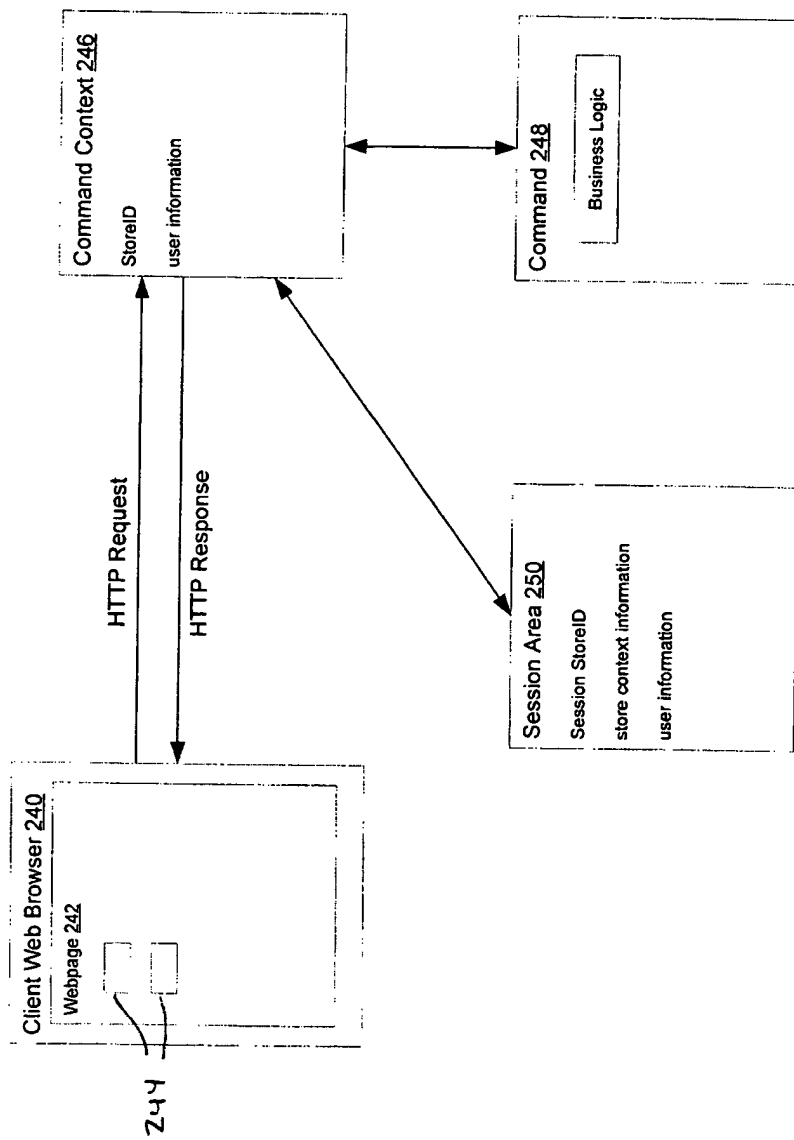 Client Web Browser 240
Webpage 242
244
HTTP Request
HTTP Response
Command Context 246
StoreID
user information
Session Area 250
Session StoreID
store context information
user information
Command 248
Business Logic